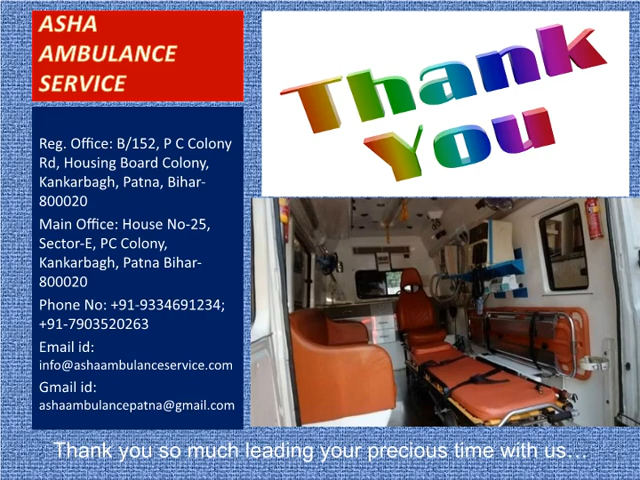 ASHA
AMBULANCE
SERVICE
Thank
You
Reg. Office: B/152, P C Colony
Rd, Housing Board Colony,
Kankarbagh, Patna, Bihar-
800020
Main Office: House No-25,
Sector-E, PC Colony,
Kankarbagh, Patna Bihar-
800020
Phone No: +91-9334691234;
+91-7903520263
Email id:
info@ashaambulanceservice.com
Gmail id:
ashaambulancepatna@gmail.com
Thank you so much leading your precious time with us...